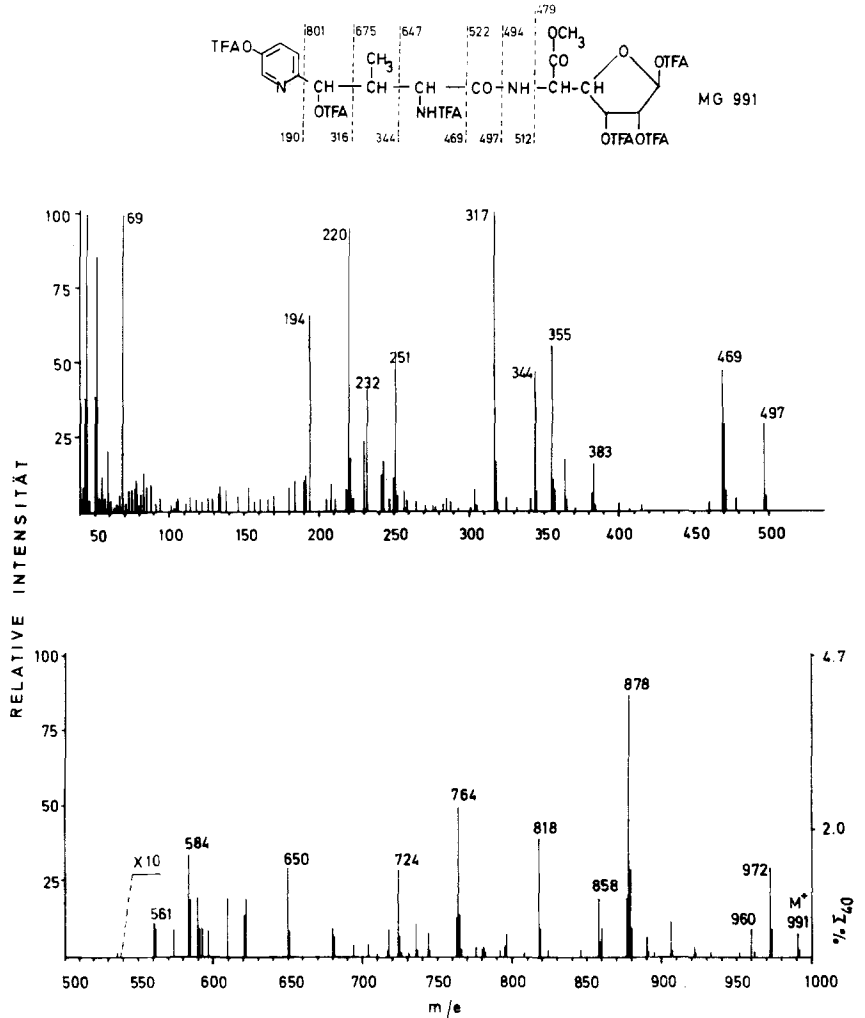 801 675 647 522 494 479
TFAO N CH CH CH CO NH CH CH O OTFA
CH3 OCH3 CO
OTFA NHTFA OTFA OTFA
MG 991
190 316 344 469 497 512
RELATIVE INTENSITÄT
100 75 50 25
69 194 220 232 251 317 344 355 383 469 497
50 100 150 200 250 300 350 400 450 500
100 75 50 25
X 10
561 584 650 724 764 818 858 878 960 972 M+ 991
4.7
2.0
% Σ40
500 550 600 650 700 750 800 850 900 950 1000
m/e